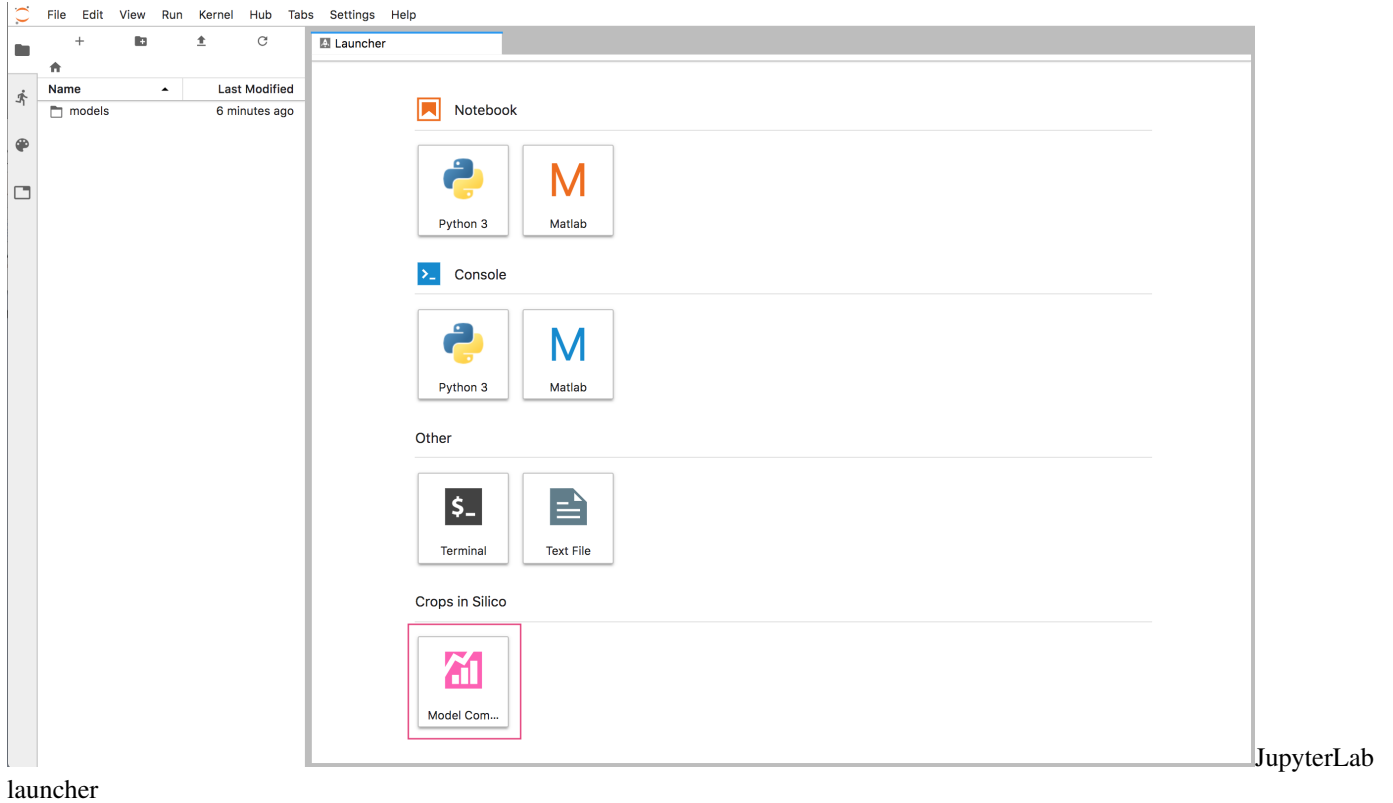 File Edit View Run Kernel Hub Tabs Settings Help
Launcher
Name Last Modified
models 6 minutes ago
Notebook
M
Python 3 Matlab
Console
M
Python 3 Matlab
Other
$_
Terminal Text File
Crops in Silico
Model Com...
JupyterLab
launcher